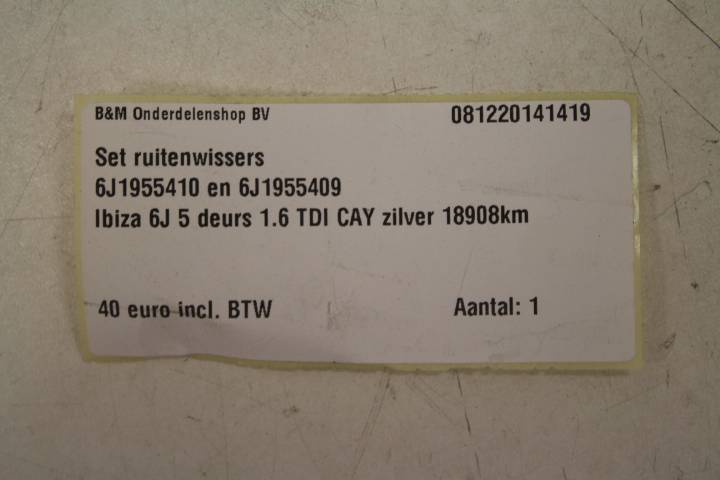 B&M Onderdelenshop BV 081220141419
Set ruitenwissers
6J1955410 en 6J1955409
Ibiza 6J 5 deurs 1.6 TDI CAY zilver 18908km
40 euro incl. BTW Aantal: 1